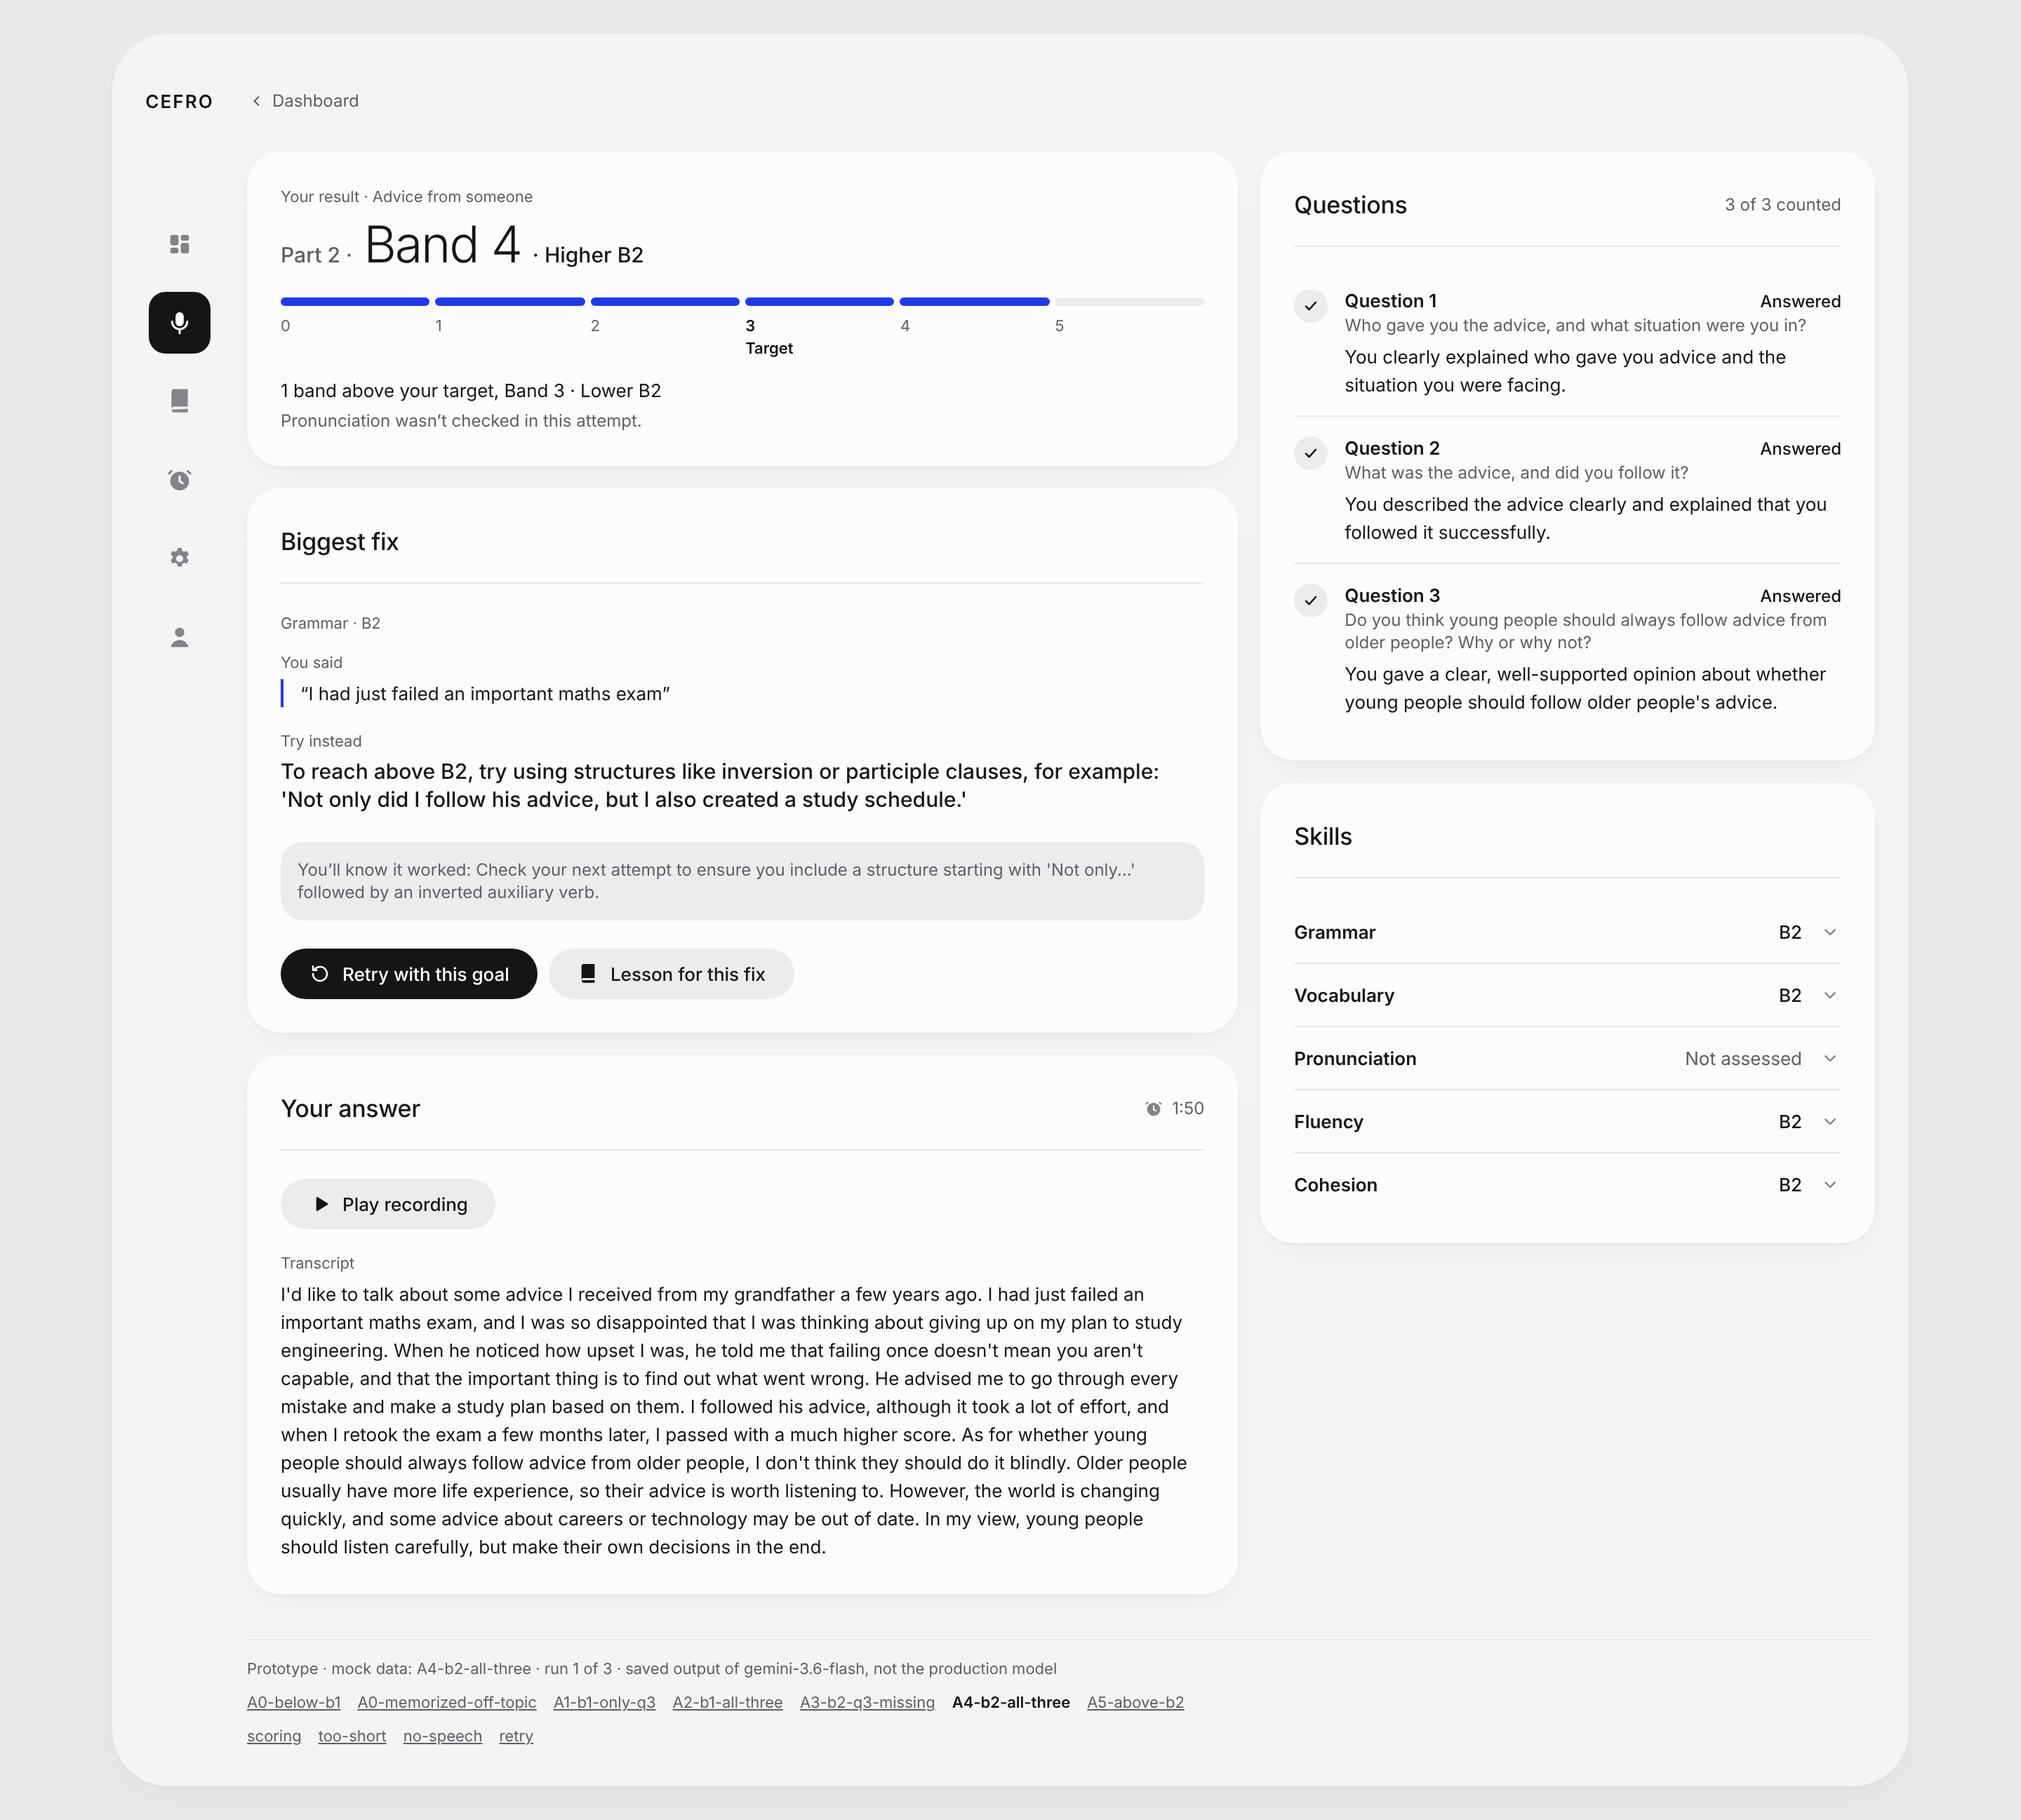 CEFRO
Dashboard
Your result · Advice from someone
Part 2 · Band 4 · Higher B2
0 1 2 3 4 5
Target
1 band above your target, Band 3 · Lower B2
Pronunciation wasn’t checked in this attempt.
Biggest fix
Grammar · B2
You said
“I had just failed an important maths exam”
Try instead
To reach above B2, try using structures like inversion or participle clauses, for example:
'Not only did I follow his advice, but I also created a study schedule.'
You’ll know it worked: Check your next attempt to ensure you include a structure starting with 'Not only...'
followed by an inverted auxiliary verb.
Retry with this goal
Lesson for this fix
Your answer
1:50
Play recording
Transcript
I'd like to talk about some advice I received from my grandfather a few years ago. I had just failed an
important maths exam, and I was so disappointed that I was thinking about giving up on my plan to study
engineering. When he noticed how upset I was, he told me that failing once doesn't mean you aren't
capable, and that the important thing is to find out what went wrong. He advised me to go through every
mistake and make a study plan based on them. I followed his advice, although it took a lot of effort, and
when I retook the exam a few months later, I passed with a much higher score. As for whether young
people should always follow advice from older people, I don't think they should do it blindly. Older people
usually have more life experience, so their advice is worth listening to. However, the world is changing
quickly, and some advice about careers or technology may be out of date. In my view, young people
should listen carefully, but make their own decisions in the end.
Questions
3 of 3 counted
Question 1
Answered
Who gave you the advice, and what situation were you in?
You clearly explained who gave you advice and the
situation you were facing.
Question 2
Answered
What was the advice, and did you follow it?
You described the advice clearly and explained that you
followed it successfully.
Question 3
Answered
Do you think young people should always follow advice from
older people? Why or why not?
You gave a clear, well-supported opinion about whether
young people should follow older people's advice.
Skills
Grammar B2
Vocabulary B2
Pronunciation Not assessed
Fluency B2
Cohesion B2
Prototype · mock data: A4-b2-all-three · run 1 of 3 · saved output of gemini-3.6-flash, not the production model
A0-below-b1 A0-memorized-off-topic A1-b1-only-q3 A2-b1-all-three A3-b2-q3-missing A4-b2-all-three A5-above-b2
scoring too-short no-speech retry